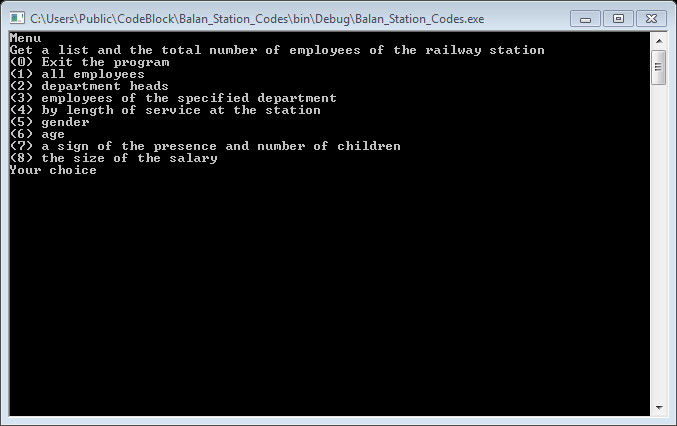 C:\Users\Public\CodeBlock\Balan_Station_Codes\bin\Debug\Balan_Station_Codes.exe
Menu
Get a list and the total number of employees of the railway station
(0) Exit the program
(1) all employees
(2) department heads
(3) employees of the specified department
(4) by length of service at the station
(5) gender
(6) age
(7) a sign of the presence and number of children
(8) the size of the salary
Your choice